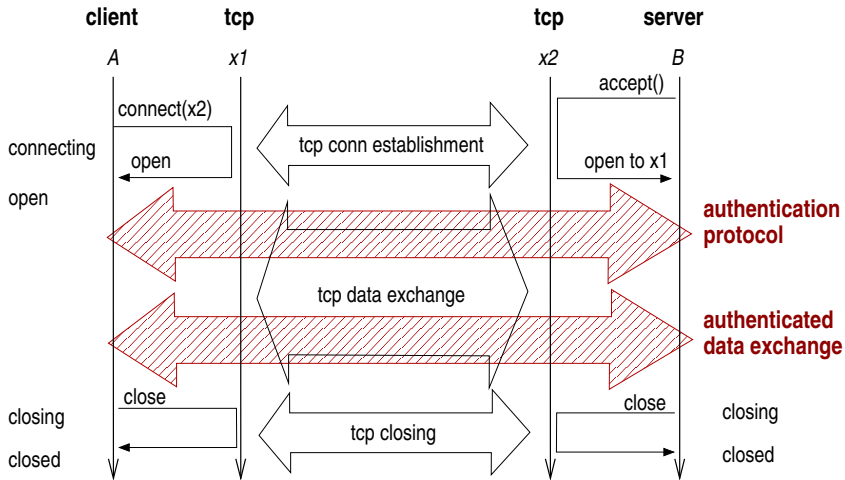 client tcp tcp server
A x1 x2 B
accept()
connect(x2)
connecting
tcp conn establishment
open
open to x1
open
authentication
protocol
tcp data exchange
authenticated
data exchange
close
close
closing
tcp closing
closing
closed
closed